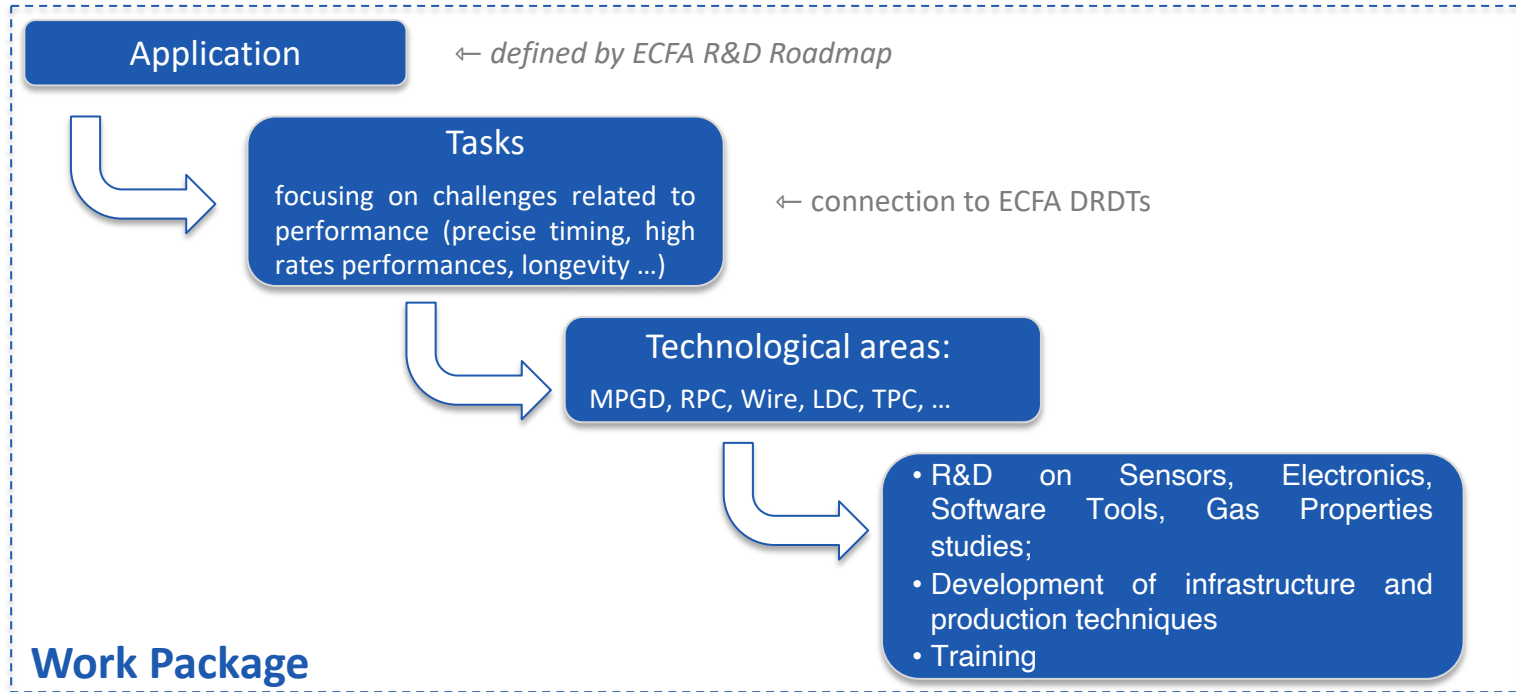 Application
⇽ defined by ECFA R&D Roadmap
Tasks
focusing on challenges related to
performance (precise timing, high
rates performances, longevity …)
⇽ connection to ECFA DRDTs
Technological areas:
MPGD, RPC, Wire, LDC, TPC, …
• R&D on Sensors, Electronics,
Software Tools, Gas Properties
studies;
• Development of infrastructure and
production techniques
• Training
Work Package